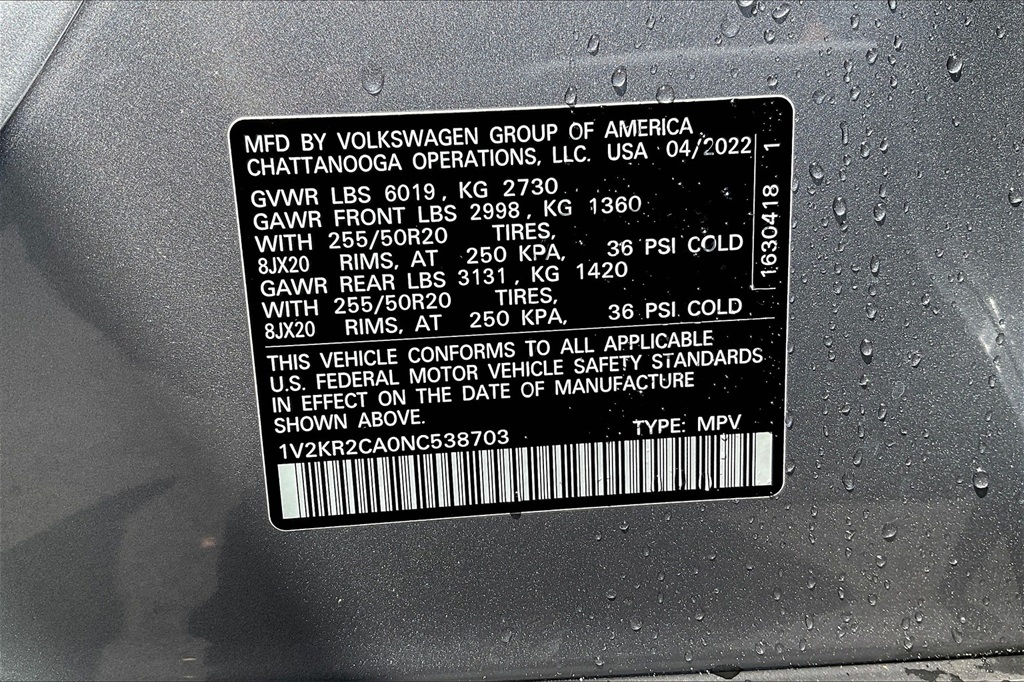 MFD BY VOLKSWAGEN GROUP OF AMERICA
CHATTANOOGA OPERATIONS, LLC. USA 04/2022
GVWR LBS 6019, KG 2730
GAWR FRONT LBS 2998, KG 1360
WITH 255/50R20 TIRES,
8JX20 RIMS, AT 250 KPA, 36 PSI COLD
GAWR REAR LBS 3131, KG 1420
WITH 255/50R20 TIRES,
8JX20 RIMS, AT 250 KPA, 36 PSI COLD
1630418 1
THIS VEHICLE CONFORMS TO ALL APPLICABLE
U.S. FEDERAL MOTOR VEHICLE SAFETY STANDARDS
IN EFFECT ON THE DATE OF MANUFACTURE
SHOWN ABOVE.
1V2KR2CA0NC538703 TYPE: MPV